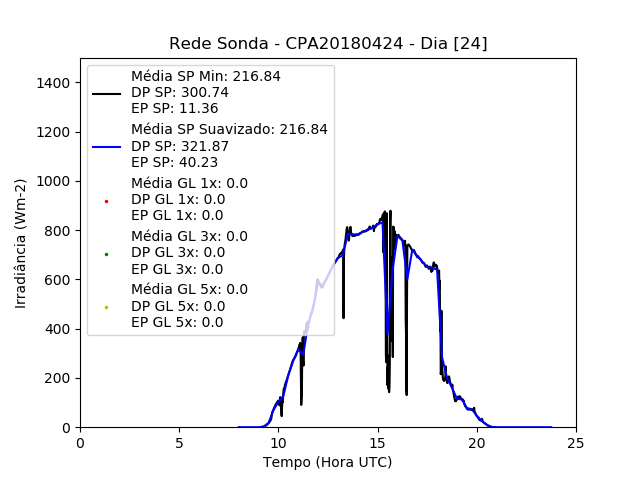 Rede Sonda - CPA20180424 - Dia [24]
Média SP Min: 216.84
DP SP: 300.74
EP SP: 11.36
Média SP Suavizado: 216.84
DP SP: 321.87
EP SP: 40.23
Média GL 1x: 0.0
DP GL 1x: 0.0
EP GL 1x: 0.0
Média GL 3x: 0.0
DP GL 3x: 0.0
EP GL 3x: 0.0
Média GL 5x: 0.0
DP GL 5x: 0.0
EP GL 5x: 0.0
Irradiância (Wm-2)
1400
1200
1000
800
600
400
200
0
0 5 10 15 20 25
Tempo (Hora UTC)